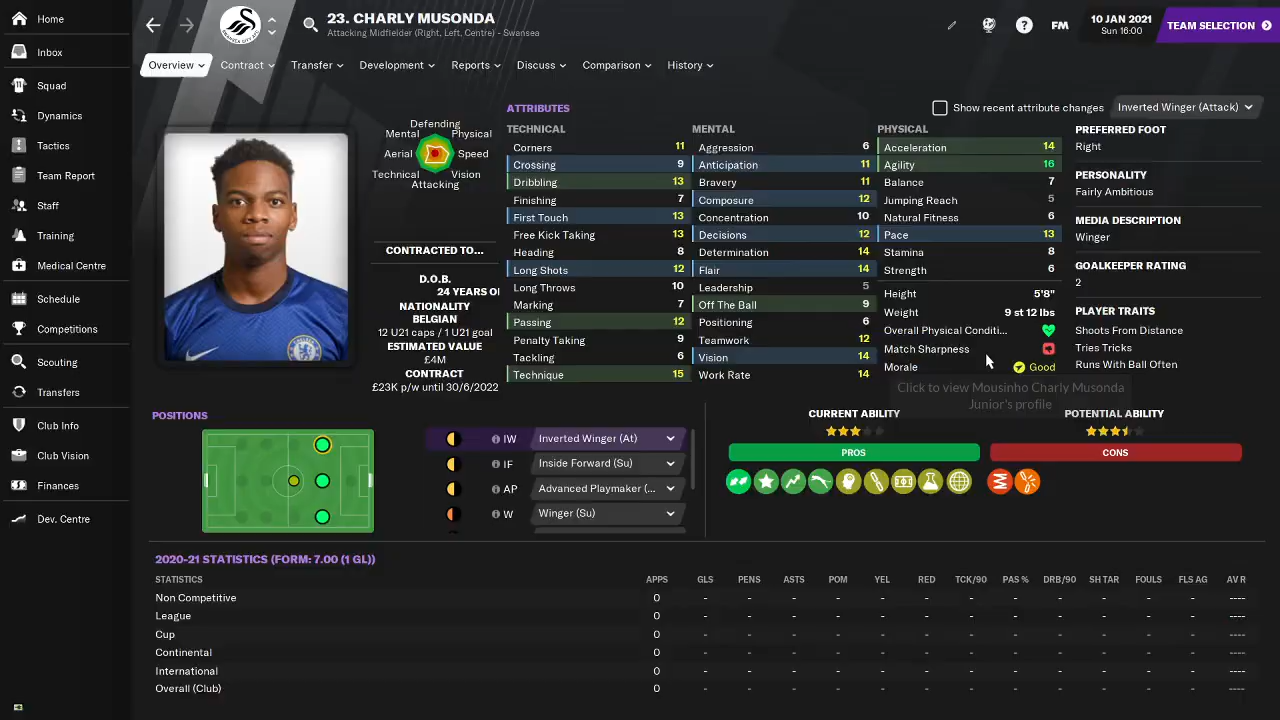 Home
Inbox
Squad
Dynamics
Tactics
Team Report
Staff
Training
Medical Centre
Schedule
Competitions
Scouting
Transfers
Club Info
Club Vision
Finances
Dev. Centre
23. CHARLY MUSONDA
Attacking Midfielder (Right, Left, Centre) - Swansea
FM
10 JAN 2021
Sun 16:00
TEAM SELECTION
Overview Contract Transfer Development Reports Discuss Comparison History
Defending
Mental Physical
Aerial Speed
Technical Vision
Attacking
CONTRACTED TO...
D.O.B.
24 YEARS O
NATIONALITY
BELGIAN
12 U21 caps / 1 U21 goal
ESTIMATED VALUE
£4M
CONTRACT
£23K p/w until 30/6/2022
ATTRIBUTES
Show recent attribute changes
Inverted Winger (Attack)
TECHNICAL
Corners 11
Crossing 9
Dribbling 13
Finishing 7
First Touch 13
Free Kick Taking 13
Heading 8
Long Shots 12
Long Throws 10
Marking 7
Passing 12
Penalty Taking 9
Tackling 6
Technique 15
MENTAL
Aggression 6
Anticipation 11
Bravery 11
Composure 12
Concentration 10
Decisions 12
Determination 14
Flair 14
Leadership 5
Off The Ball 9
Positioning 6
Teamwork 12
Vision 14
Work Rate 14
PHYSICAL
Acceleration 14
Agility 16
Balance 7
Jumping Reach 5
Natural Fitness 6
Pace 13
Stamina 8
Strength 6
Height 5'8"
Weight 9 st 12 lbs
Overall Physical Conditi...
Match Sharpness
Morale Good
Click to view Mousinho Charly Musonda
Junior's profile
PREFERRED FOOT
Right
PERSONALITY
Fairly Ambitious
MEDIA DESCRIPTION
Winger
GOALKEEPER RATING
2
PLAYER TRAITS
Shoots From Distance
Tries Tricks
Runs With Ball Often
POSITIONS
IW Inverted Winger (At)
IF Inside Forward (Su)
AP Advanced Playmaker (...
W Winger (Su)
CURRENT ABILITY
POTENTIAL ABILITY
PROS
CONS
2020-21 STATISTICS (FORM: 7.00 (1 GL))
STATISTICS APPS GLS PENS ASTS POM YEL RED TCK/90 PAS % DRB/90 SH TAR FOULS FLS AG AV R
Non Competitive 0 - - - - - - - - - - - - ----
League 0 - - - - - - - - - - - - ----
Cup 0 - - - - - - - - - - - - ----
Continental 0 - - - - - - - - - - - - ----
International 0 - - - - - - - - - - - - ----
Overall (Club) 0 - - - - - - - - - - - - ----